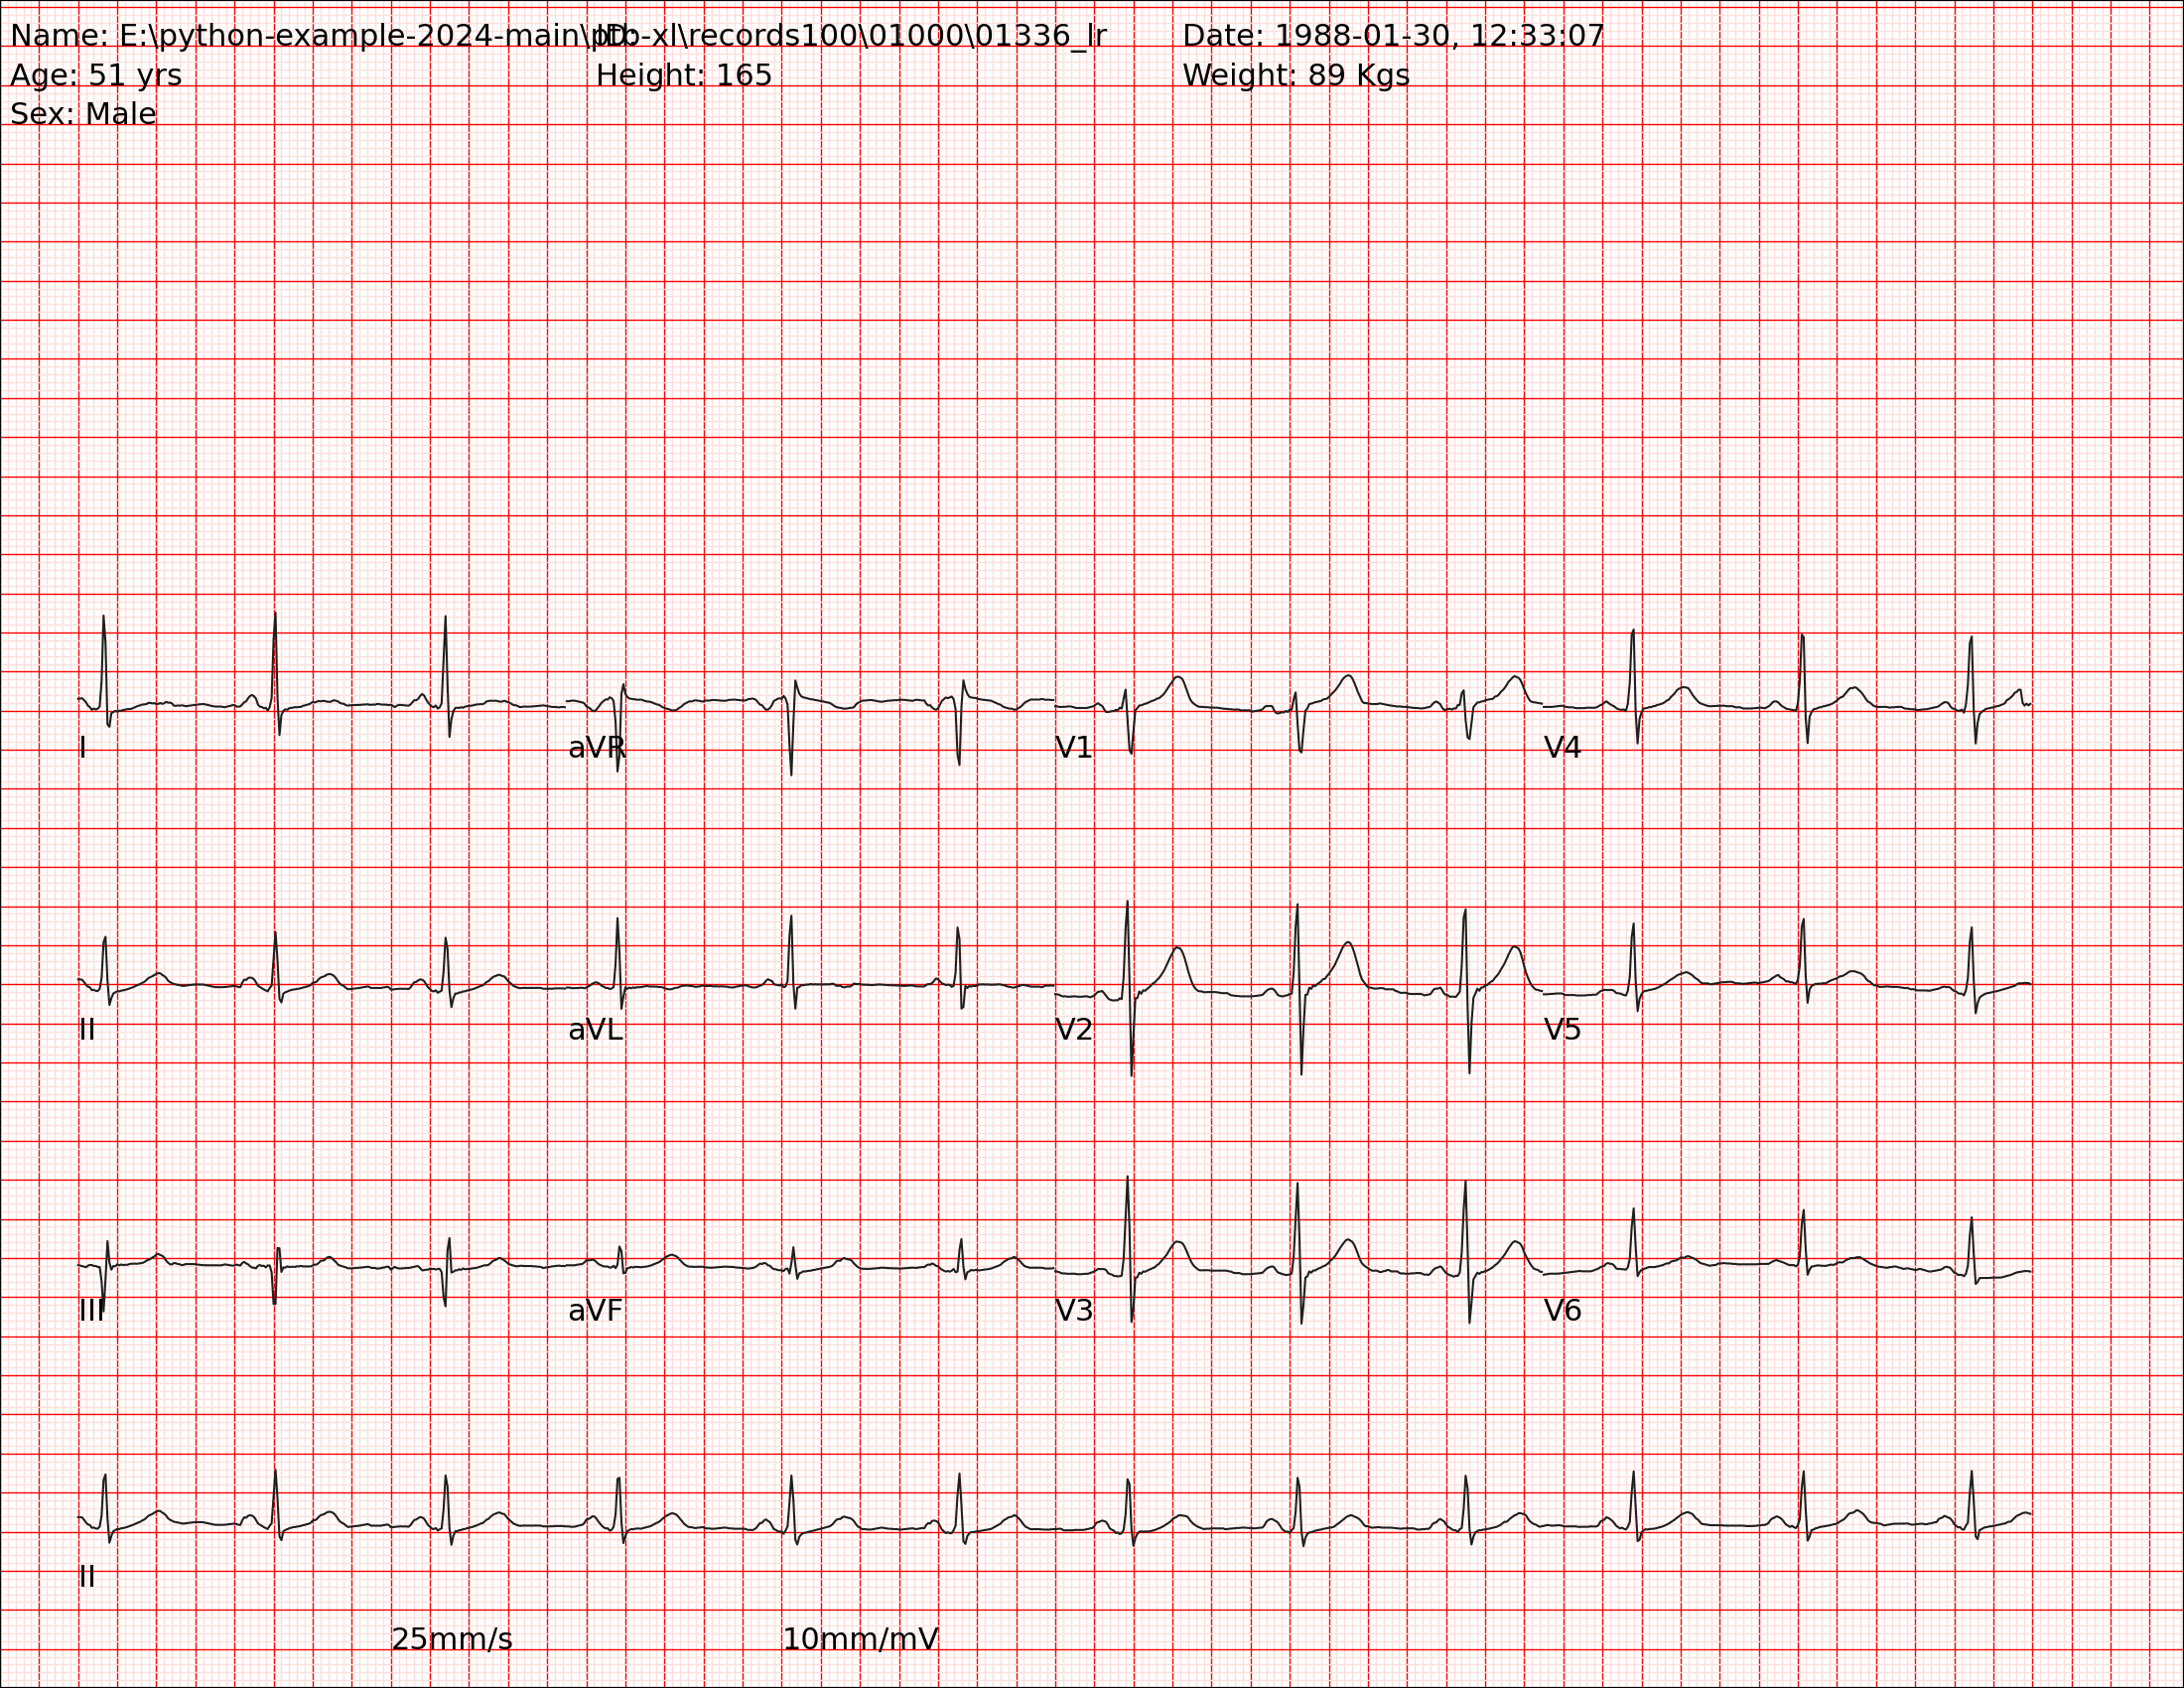 Name: E:\python-example-2024-main\ptb-xl\records100\01000\01336_lr ID: Date: 1988-01-30, 12:33:07
Age: 51 yrs Height: 165 Weight: 89 Kgs
Sex: Male
I aVR V1 V4
II aVL V2 V5
III aVF V3 V6
II
25mm/s 10mm/mV